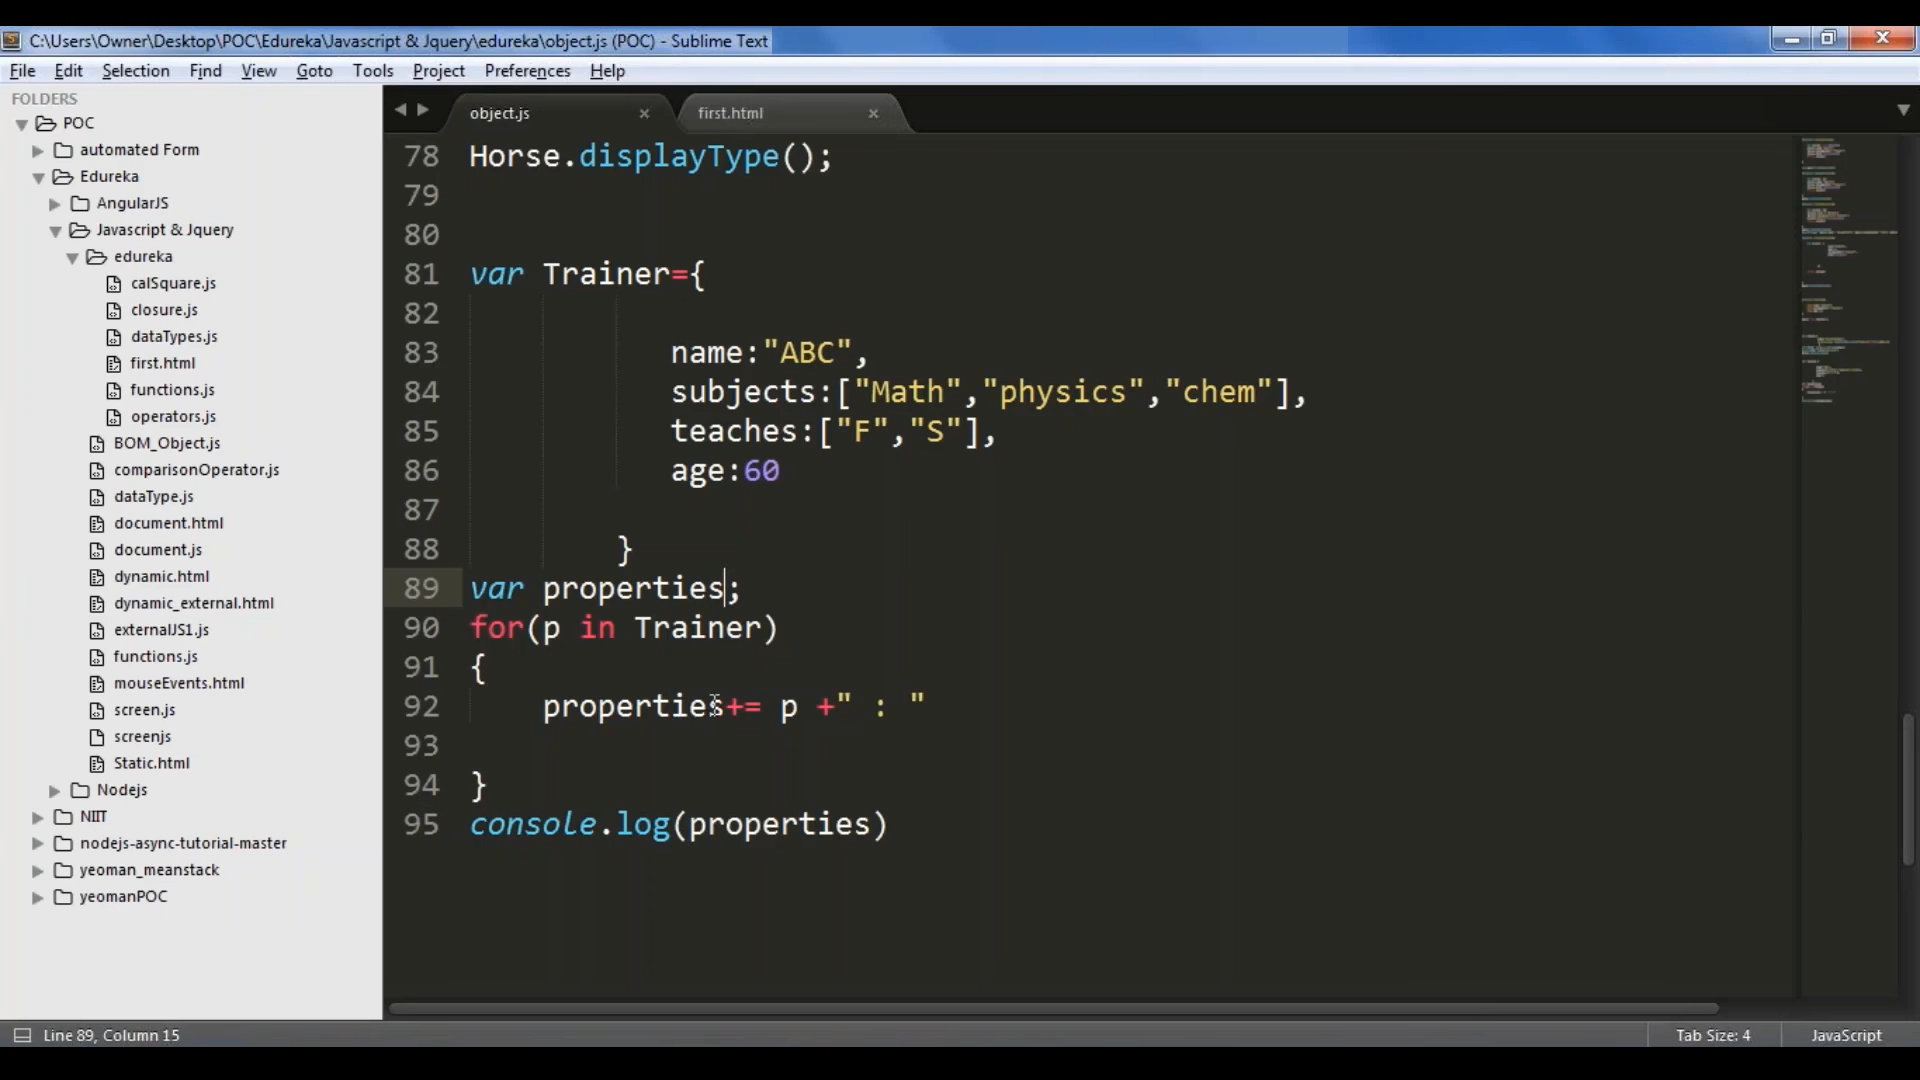 C:\Users\Owner\Desktop\POC\Edureka\Javascript & Jquery\edureka\object.js (POC) - Sublime Text
File Edit Selection Find View Goto Tools Project Preferences Help
FOLDERS
POC
automated Form
Edureka
AngularJS
Javascript & Jquery
edureka
calSquare.js
closure.js
dataTypes.js
first.html
functions.js
operators.js
BOM_Object.js
comparisonOperator.js
dataType.js
document.html
document.js
dynamic.html
dynamic_external.html
externalJS1.js
functions.js
mouseEvents.html
screen.js
screenjs
Static.html
Nodejs
NIIT
nodejs-async-tutorial-master
yeoman_meanstack
yeomanPOC
object.js first.html
78 Horse.displayType();
79
80
81 var Trainer={
82
83 name:"ABC",
84 subjects:["Math","physics","chem"],
85 teaches:["F","S"],
86 age:60
87
88 }
89 var properties;
90 for(p in Trainer)
91 {
92 properties+= p +" : "
93
94 }
95 console.log(properties)
Line 89, Column 15
Tab Size: 4
JavaScript